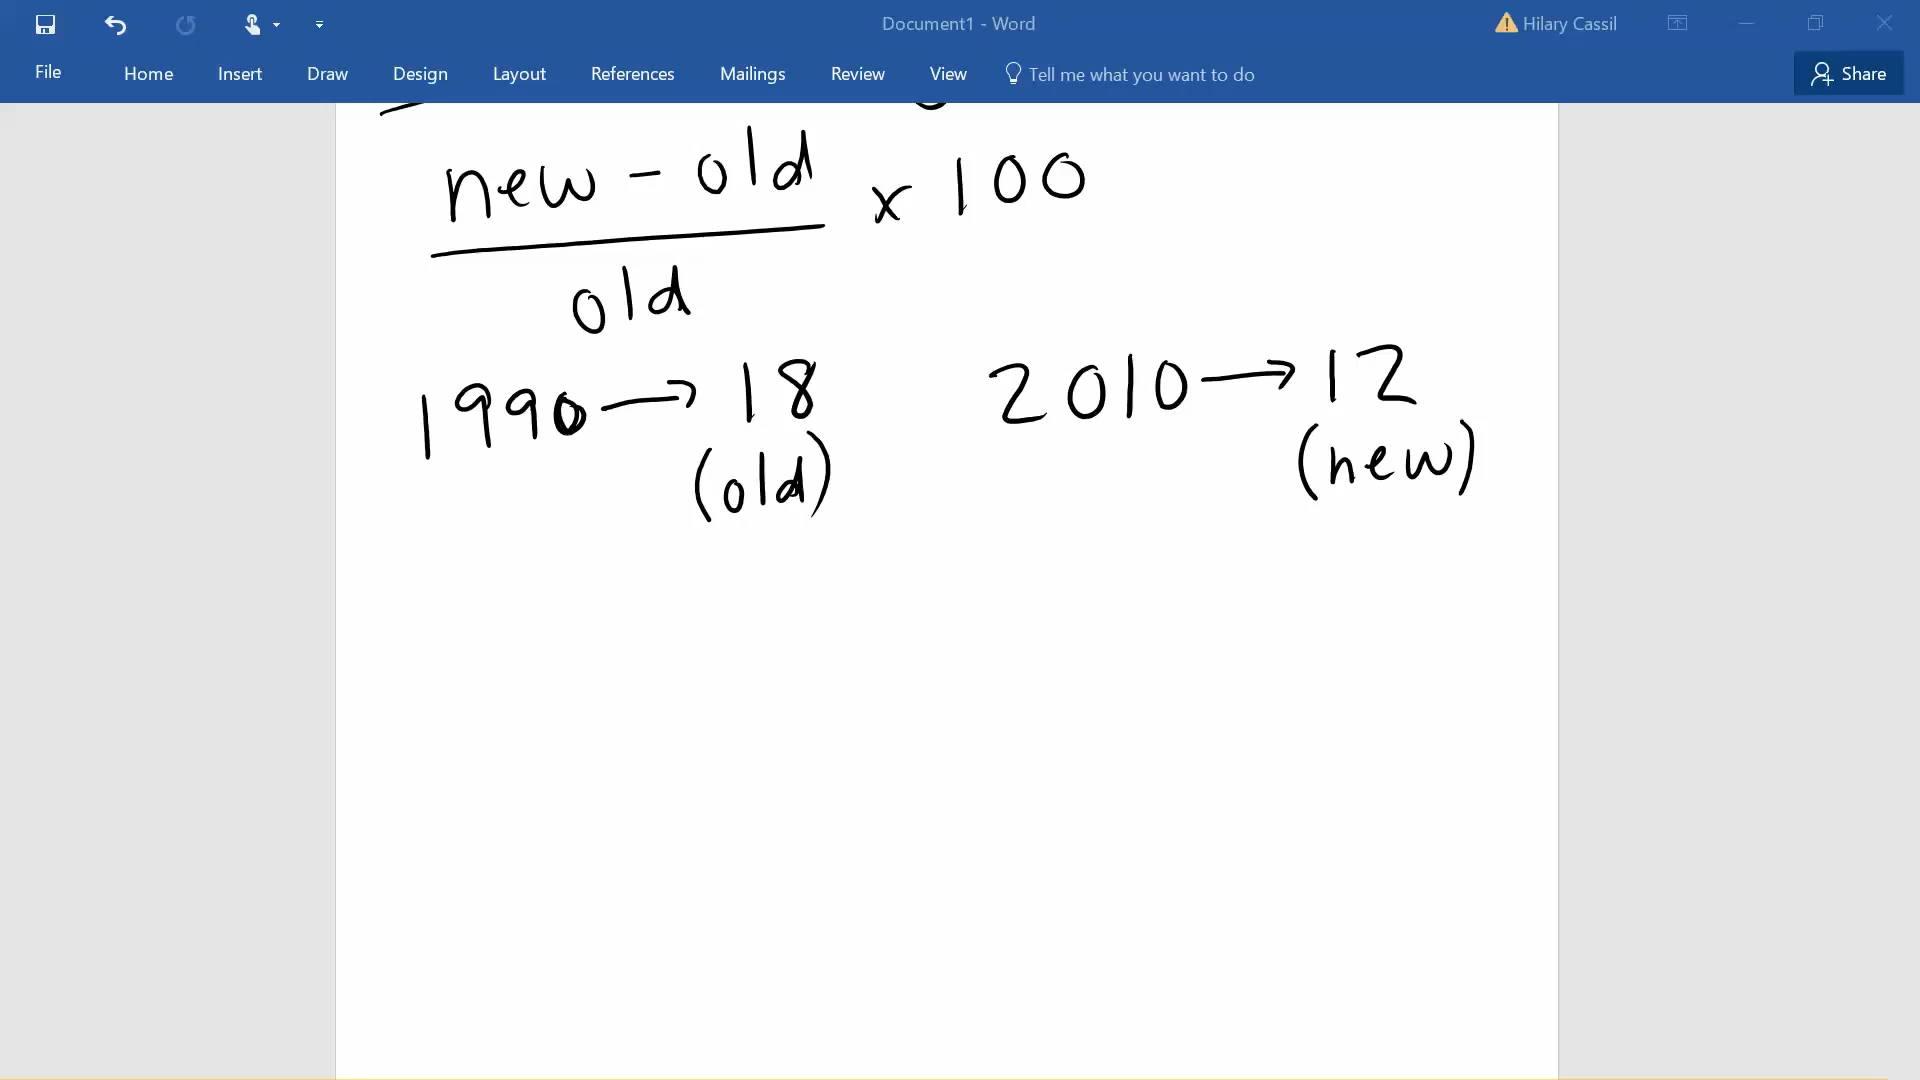 Document1 - Word
Hilary Cassil
File Home Insert Draw Design Layout References Mailings Review View Tell me what you want to do Share
new - old
x 100
old
1990 → 18
2010 → 12
(old)
(new)